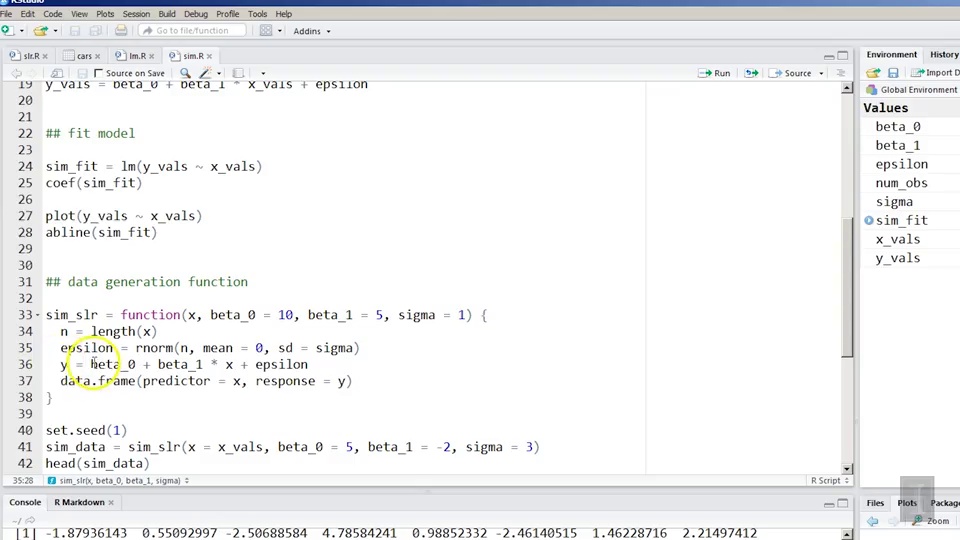 RStudio
File Edit Code View Plots Session Build Debug Profile Tools Help
Go to file/function Addins
slr.R cars lm.R sim.R
Source on Save Run Source
19 y_vals = beta_0 + beta_1 * x_vals + epsilon
20
21
22 ## fit model
23
24 sim_fit = lm(y_vals ~ x_vals)
25 coef(sim_fit)
26
27 plot(y_vals ~ x_vals)
28 abline(sim_fit)
29
30
31 ## data generation function
32
33 sim_slr = function(x, beta_0 = 10, beta_1 = 5, sigma = 1) {
34 n = length(x)
35 epsilon = rnorm(n, mean = 0, sd = sigma)
36 y = beta_0 + beta_1 * x + epsilon
37 data.frame(predictor = x, response = y)
38 }
39
40 set.seed(1)
41 sim_data = sim_slr(x = x_vals, beta_0 = 5, beta_1 = -2, sigma = 3)
42 head(sim_data)
35:28 sim_slr(x, beta_0, beta_1, sigma) R Script
Console R Markdown
~/
[1] -1.87936143 0.55092997 -2.50688584 4.78584241 0.98852332 -2.46140515 1.46228716 2.21497412
Environment History
Import D
Global Environment
Values
beta_0
beta_1
epsilon
num_obs
sigma
sim_fit
x_vals
y_vals
Files Plots
Zoom